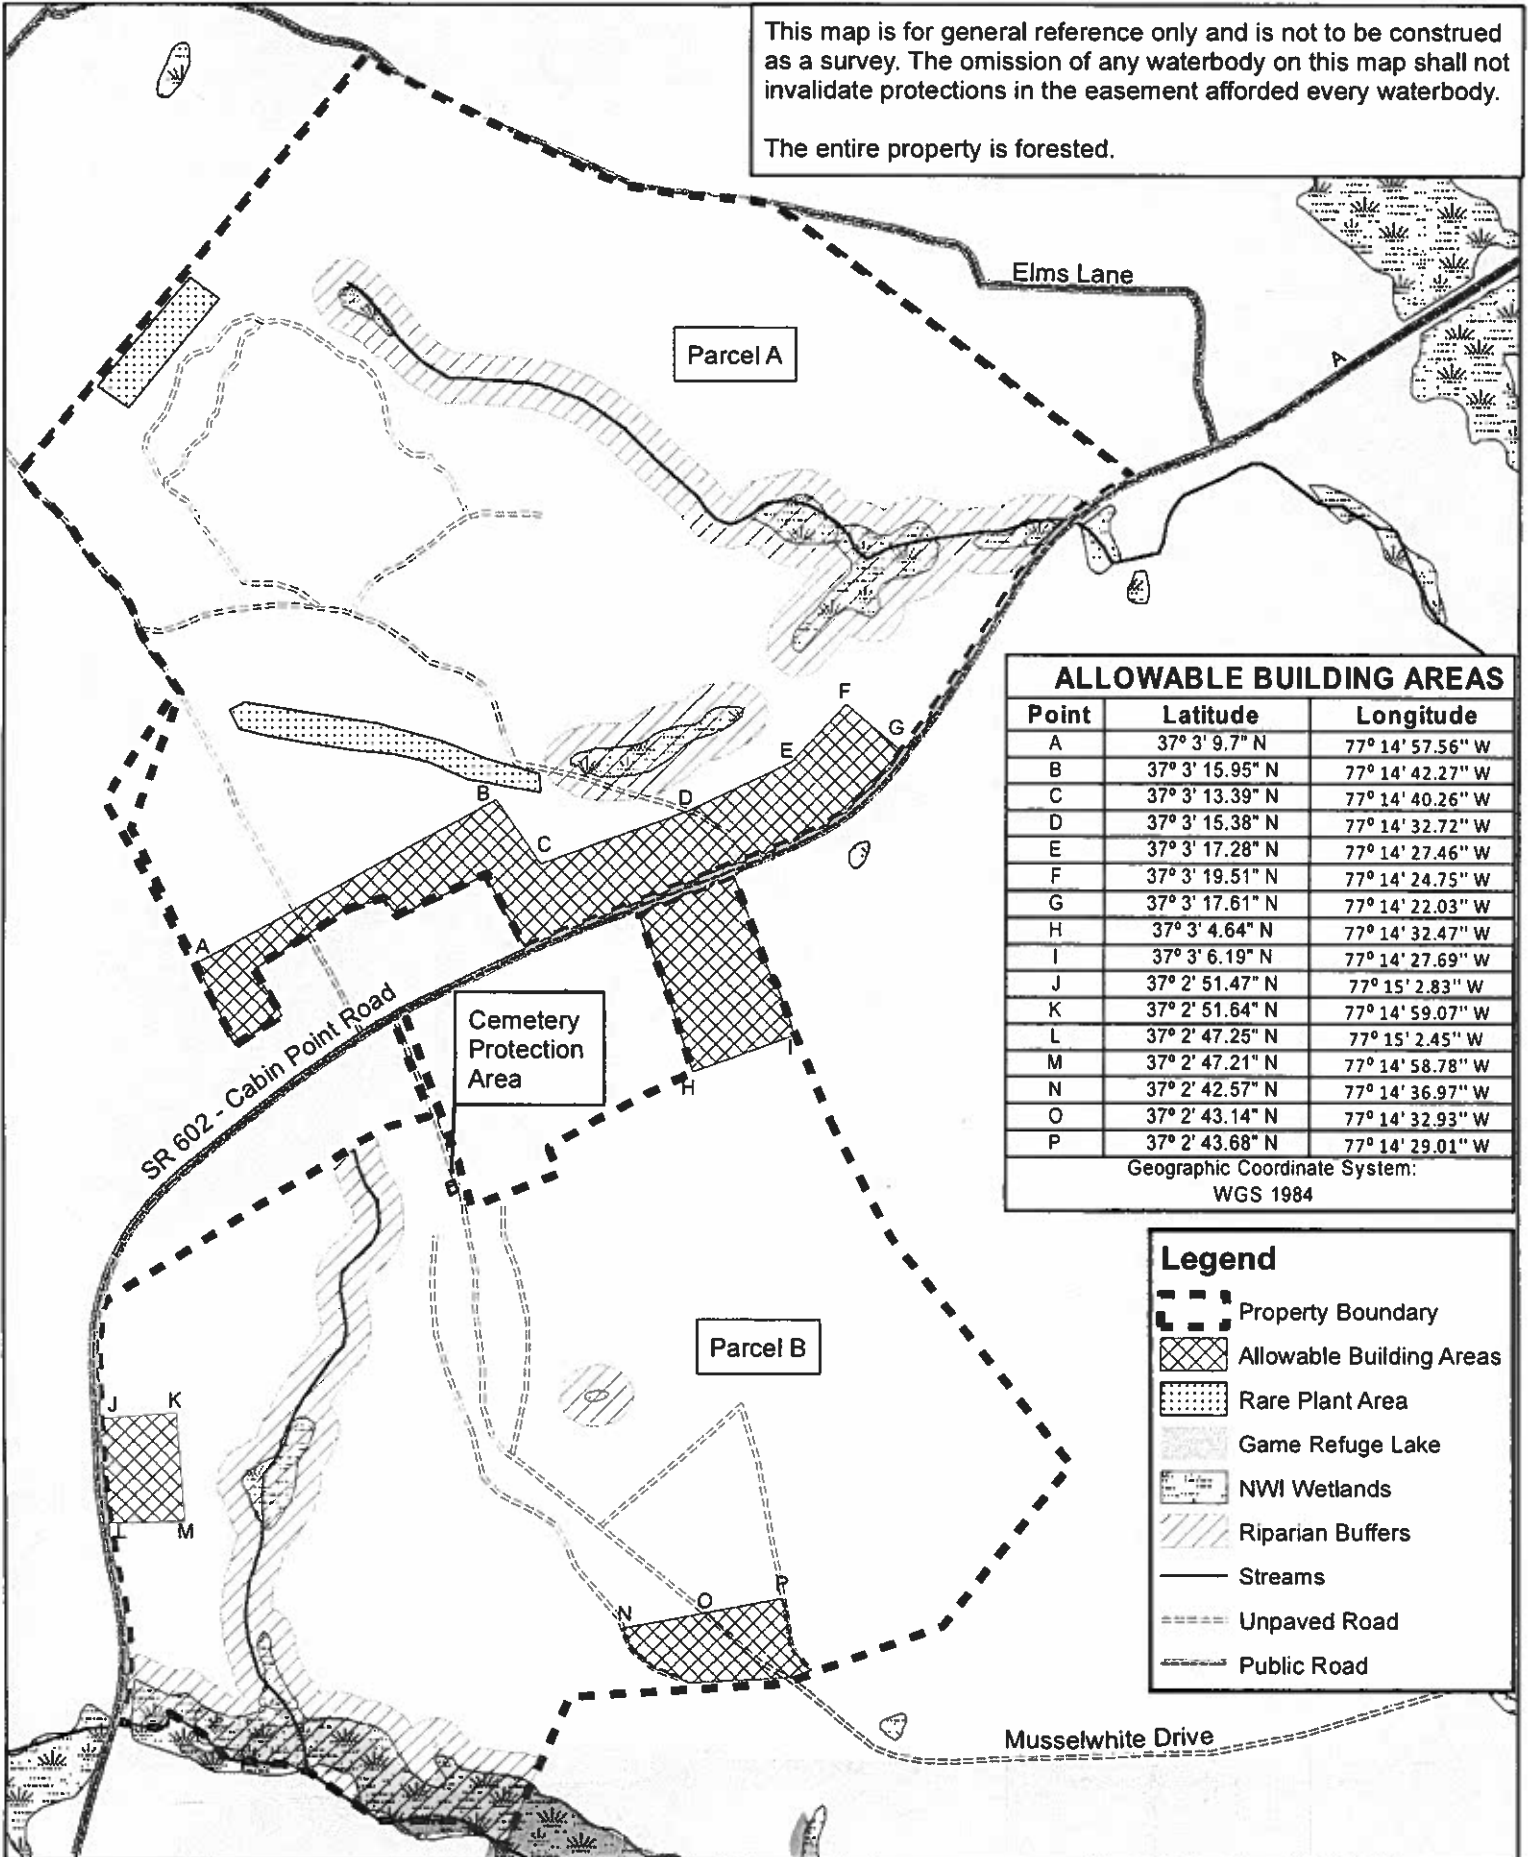 This map is for general reference only and is not to be construed
as a survey. The omission of any waterbody on this map shall not
invalidate protections in the easement afforded every waterbody.
The entire property is forested.
Elms Lane
Parcel A
A
F
G
E
D
B
C
A
ALLOWABLE BUILDING AREAS
Point Latitude Longitude
A 37° 3' 9.7" N 77° 14' 57.56" W
B 37° 3' 15.95" N 77° 14' 42.27" W
C 37° 3' 13.39" N 77° 14' 40.26" W
D 37° 3' 15.38" N 77° 14' 32.72" W
E 37° 3' 17.28" N 77° 14' 27.46" W
F 37° 3' 19.51" N 77° 14' 24.75" W
G 37° 3' 17.61" N 77° 14' 22.03" W
H 37° 3' 4.64" N 77° 14' 32.47" W
I 37° 3' 6.19" N 77° 14' 27.69" W
J 37° 2' 51.47" N 77° 15' 2.83" W
K 37° 2' 51.64" N 77° 14' 59.07" W
L 37° 2' 47.25" N 77° 15' 2.45" W
M 37° 2' 47.21" N 77° 14' 58.78" W
N 37° 2' 42.57" N 77° 14' 36.97" W
O 37° 2' 43.14" N 77° 14' 32.93" W
P 37° 2' 43.68" N 77° 14' 29.01" W
Geographic Coordinate System:
WGS 1984
SR 602 - Cabin Point Road
Cemetery
Protection
Area
I
H
Parcel B
J
K
L
M
N
O
P
Musselwhite Drive
Legend
Property Boundary
Allowable Building Areas
Rare Plant Area
Game Refuge Lake
NWI Wetlands
Riparian Buffers
Streams
Unpaved Road
Public Road